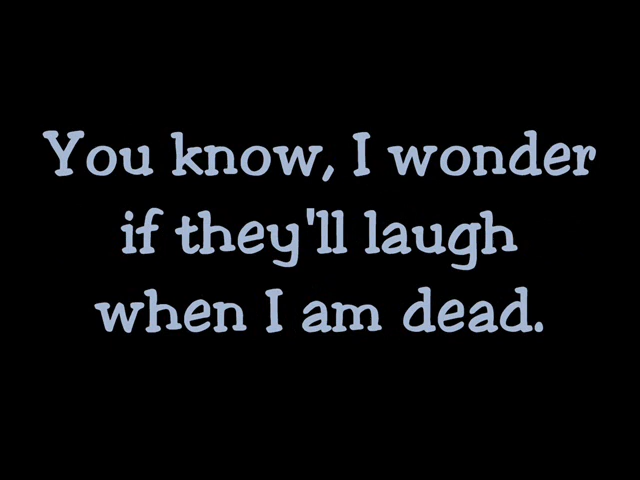 You know, I wonder
if they'll laugh
when I am dead.